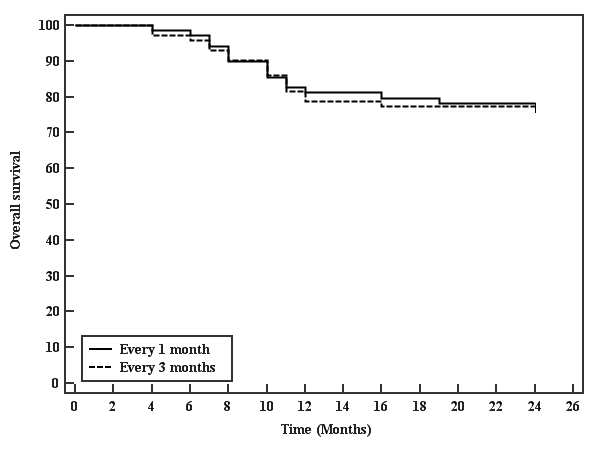 100
90
80
70
60
50
40
30
20
10
0
Overall survival
Every 1 month
Every 3 months
0 2 4 6 8 10 12 14 16 18 20 22 24 26
Time (Months)